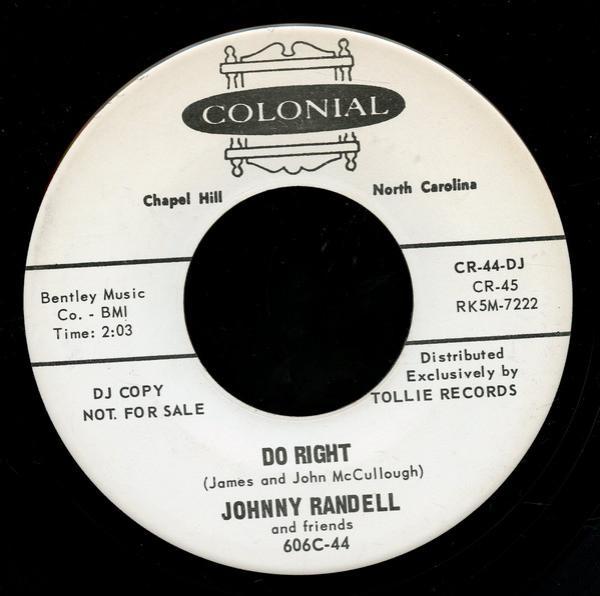 COLONIAL
Chapel Hill
North Carolina
Bentley Music
Co. - BMI
Time: 2:03
CR-44-DJ
CR-45
RK5M-7222
DJ COPY
NOT. FOR SALE
Distributed
Exclusively by
TOLLIE RECORDS
DO RIGHT
(James and John McCullough)
JOHNNY RANDELL
and friends
606C-44